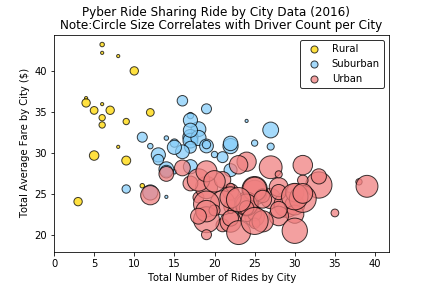 Pyber Ride Sharing Ride by City Data (2016)
Note:Circle Size Correlates with Driver Count per City
Total Average Fare by City ($)
40
35
30
25
20
Rural
Suburban
Urban
0 5 10 15 20 25 30 35 40
Total Number of Rides by City